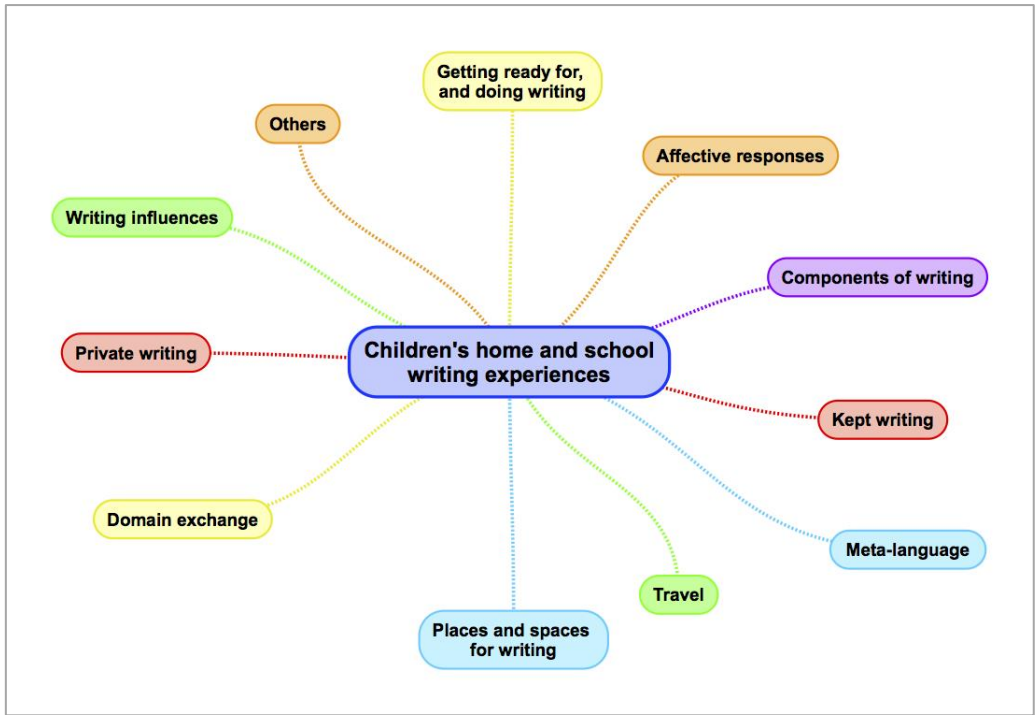 Getting ready for,
and doing writing
Others
Affective responses
Writing influences
Components of writing
Children's home and school
writing experiences
Private writing
Kept writing
Domain exchange
Meta-language
Travel
Places and spaces
for writing